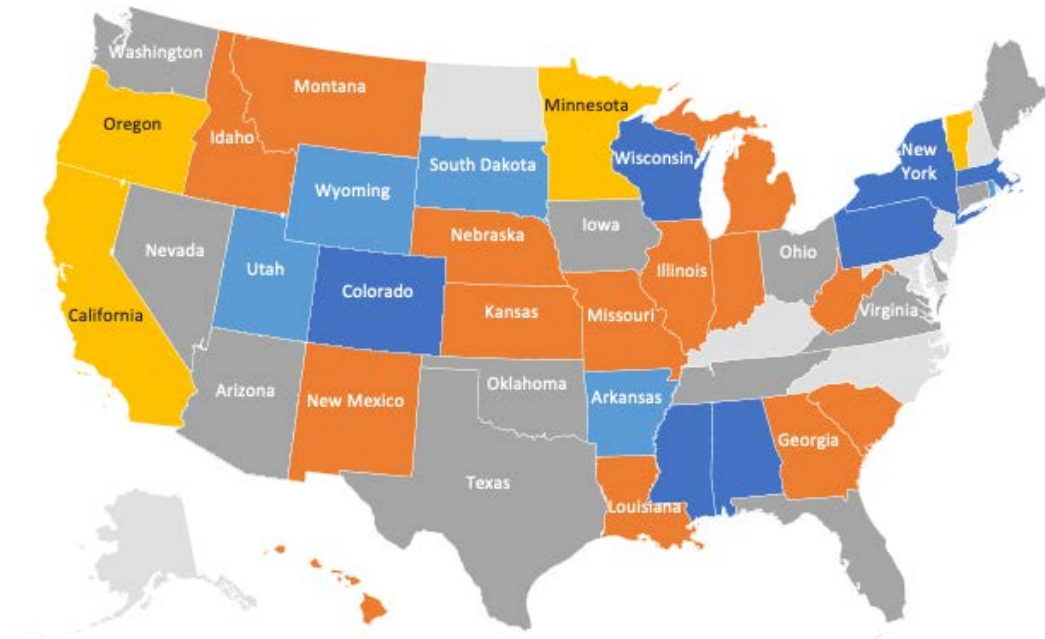 Washington
Montana
Minnesota
Oregon
Idaho
Wisconsin
New
York
South Dakota
Wyoming
Iowa
Nebraska
Nevada
Ohio
Illinois
Utah
Colorado
California
Kansas
Missouri
Virginia
Oklahoma
Arizona
Arkansas
New Mexico
Georgia
Texas
Louisiana